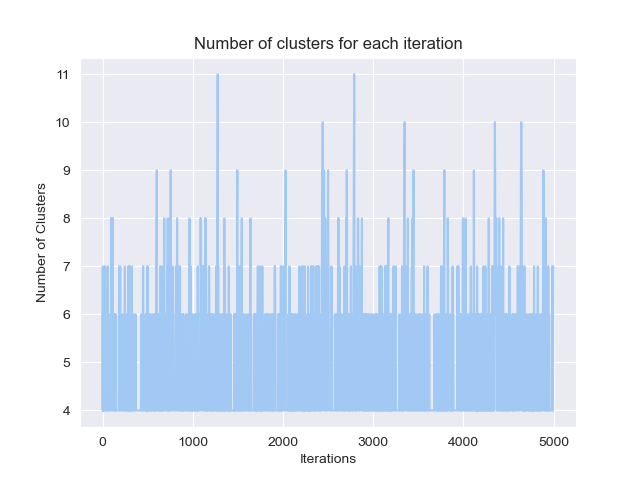 Number of clusters for each iteration
Number of Clusters
11
10
9
8
7
6
5
4
0 1000 2000 3000 4000 5000
Iterations